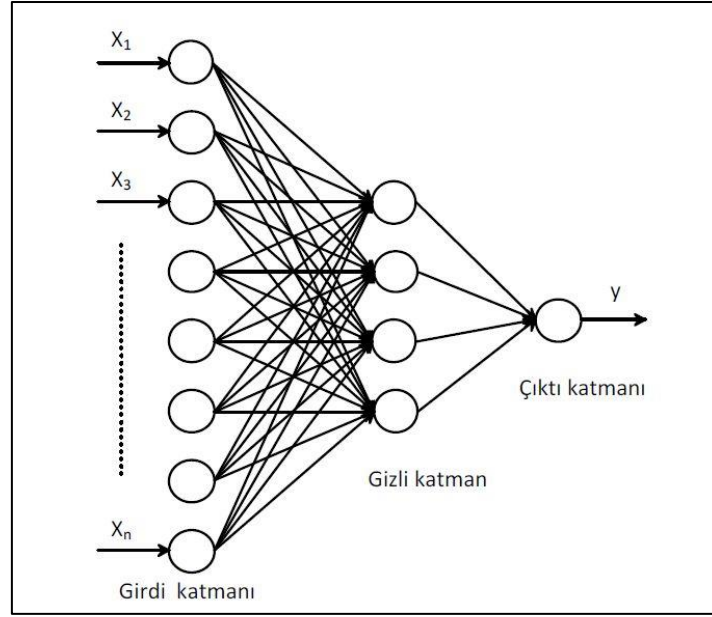 X₁
X₂
X₃
y
Çıktı katmanı
Gizli katman
Xₙ
Girdi katmanı